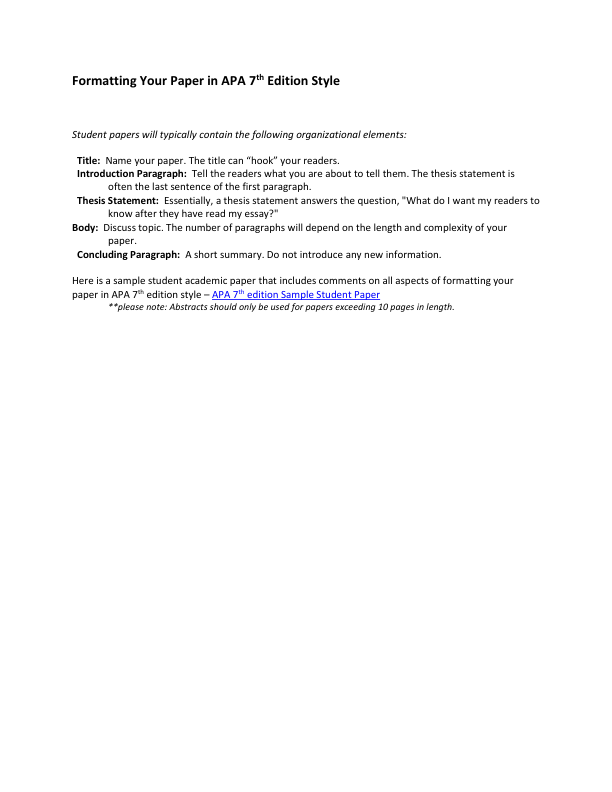 Formatting Your Paper in APA 7th Edition Style
Student papers will typically contain the following organizational elements:
Title: Name your paper. The title can “hook” your readers.
Introduction Paragraph: Tell the readers what you are about to tell them. The thesis statement is
often the last sentence of the first paragraph.
Thesis Statement: Essentially, a thesis statement answers the question, "What do I want my readers to
know after they have read my essay?"
Body: Discuss topic. The number of paragraphs will depend on the length and complexity of your
paper.
Concluding Paragraph: A short summary. Do not introduce any new information.
Here is a sample student academic paper that includes comments on all aspects of formatting your
paper in APA 7th edition style – APA 7th edition Sample Student Paper
**please note: Abstracts should only be used for papers exceeding 10 pages in length.